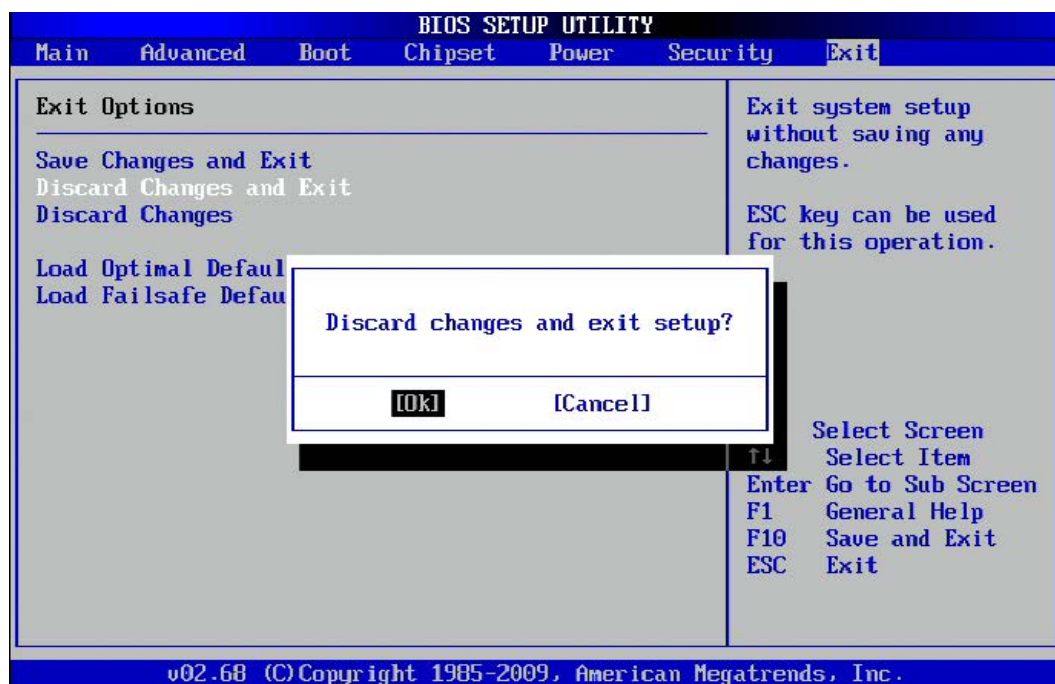 BIOS SETUP UTILITY
Main Advanced Boot Chipset Power Security Exit
Exit Options
Save Changes and Exit
Discard Changes and Exit
Discard Changes
Load Optimal Defaul
Load Failsafe Defau
Discard changes and exit setup?
[Ok] [Cancel]
Exit system setup
without saving any
changes.
ESC key can be used
for this operation.
Select Screen
↑↓ Select Item
Enter Go to Sub Screen
F1 General Help
F10 Save and Exit
ESC Exit
v02.68 (C)Copyright 1985-2009, American Megatrends, Inc.